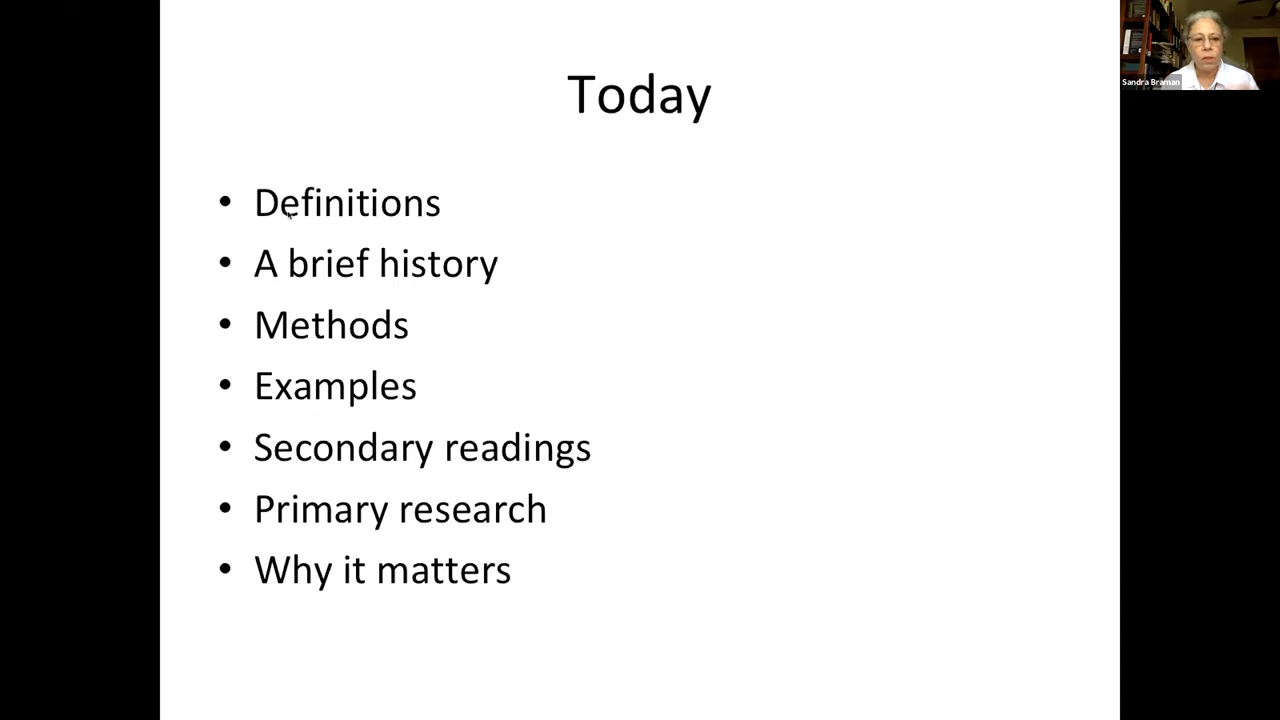 Today
• Definitions
• A brief history
• Methods
• Examples
• Secondary readings
• Primary research
• Why it matters
Sandra Braman